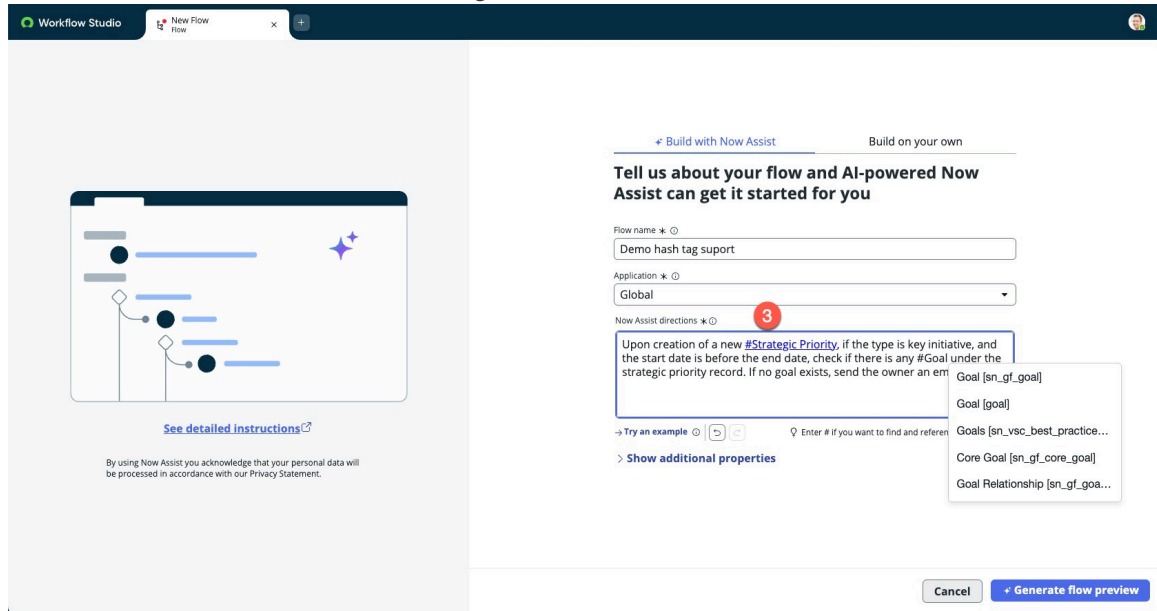 Workflow Studio
New Flow
Flow
Build with Now Assist
Build on your own
Tell us about your flow and AI-powered Now
Assist can get it started for you
Flow name
Demo hash tag suport
Application
Global
Now Assist directions
3
Upon creation of a new #Strategic Priority, if the type is key initiative, and
the start date is before the end date, check if there is any #Goal under the
strategic priority record. If no goal exists, send the owner an em
Goal [sn_gf_goal]
Goal [goal]
Goals [sn_vsc_best_practice...
Core Goal [sn_gf_core_goal]
Goal Relationship [sn_gf_goa...
See detailed instructions
Try an example
Enter # if you want to find and referen
By using Now Assist you acknowledge that your personal data will
be processed in accordance with our Privacy Statement.
Show additional properties
Cancel
Generate flow preview